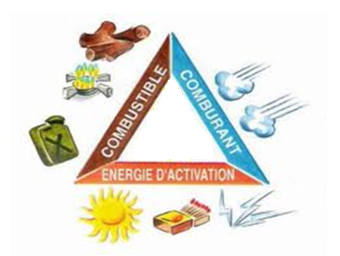 COMBUSTIBLE
COMBURANT
ENERGIE D'ACTIVATION